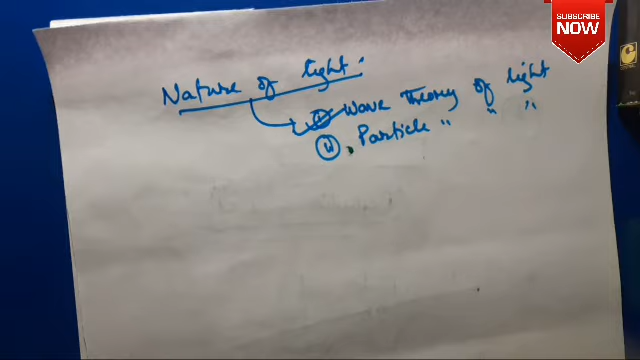 SUBSCRIBE
NOW
Nature of light :
(i) Wave Theory of light
(ii) Particle " " "